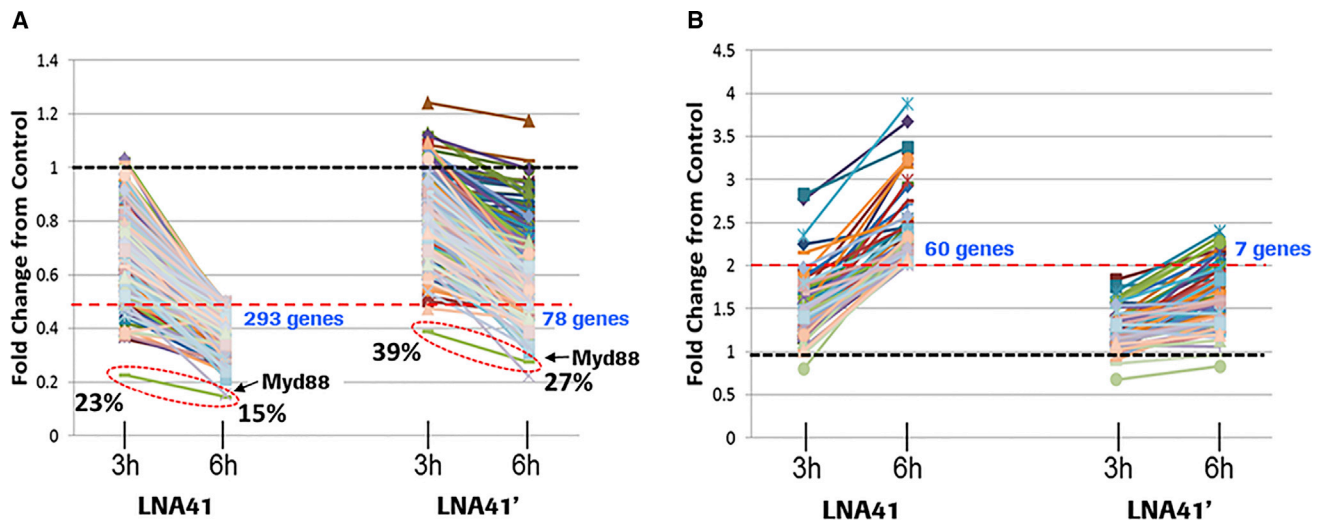 A
Fold Change from Control
1.4
1.2
1
0.8
0.6
0.4
0.2
0
293 genes
78 genes
Myd88
Myd88
23%
15%
39%
27%
3h
6h
3h
6h
LNA41
LNA41’
B
Fold Change from Control
4.5
4
3.5
3
2.5
2
1.5
1
0.5
0
60 genes
7 genes
3h
6h
3h
6h
LNA41
LNA41’